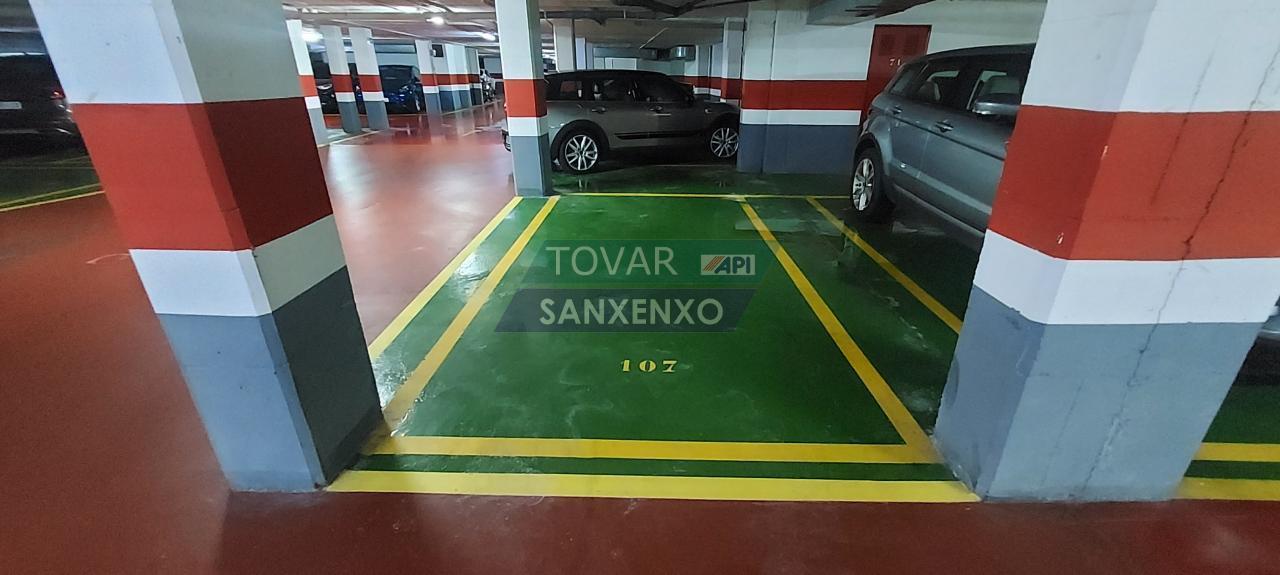 TOVAR API
SANXENXO
107